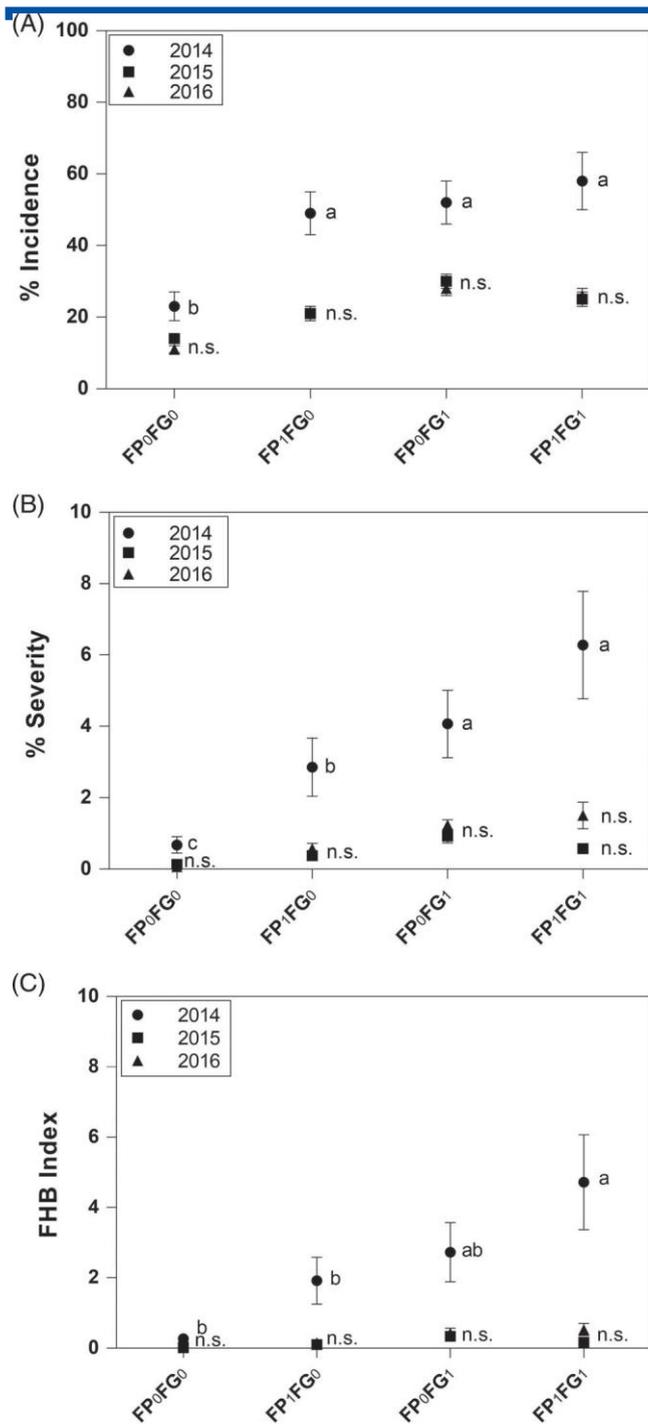 (A)
100
80
60
40
20
0
% Incidence
2014
2015
2016
a
a
a
b
n.s.
n.s.
n.s.
n.s.
FP₀FG⁰
FP₁FG⁰
FP₀FG¹
FP₁FG¹
(B)
10
8
6
4
2
0
% Severity
2014
2015
2016
a
a
b
c
n.s.
n.s.
n.s.
n.s.
n.s.
FP₀FG⁰
FP₁FG⁰
FP₀FG¹
FP₁FG¹
(C)
10
8
6
4
2
0
FHB Index
2014
2015
2016
a
ab
b
b
n.s.
n.s.
n.s.
n.s.
FP₀FG⁰
FP₁FG⁰
FP₀FG¹
FP₁FG¹